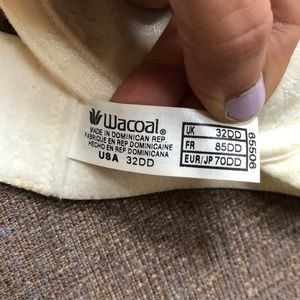 Wacoal®
MADE IN DOMINICAN REP.
FABRIQUE EN REP. DOMINICAINE
HECHO EN REP. DOMINICANA
USA 32DD
UK 32DD
FR 85DD
EUR/JP 70DD
65506